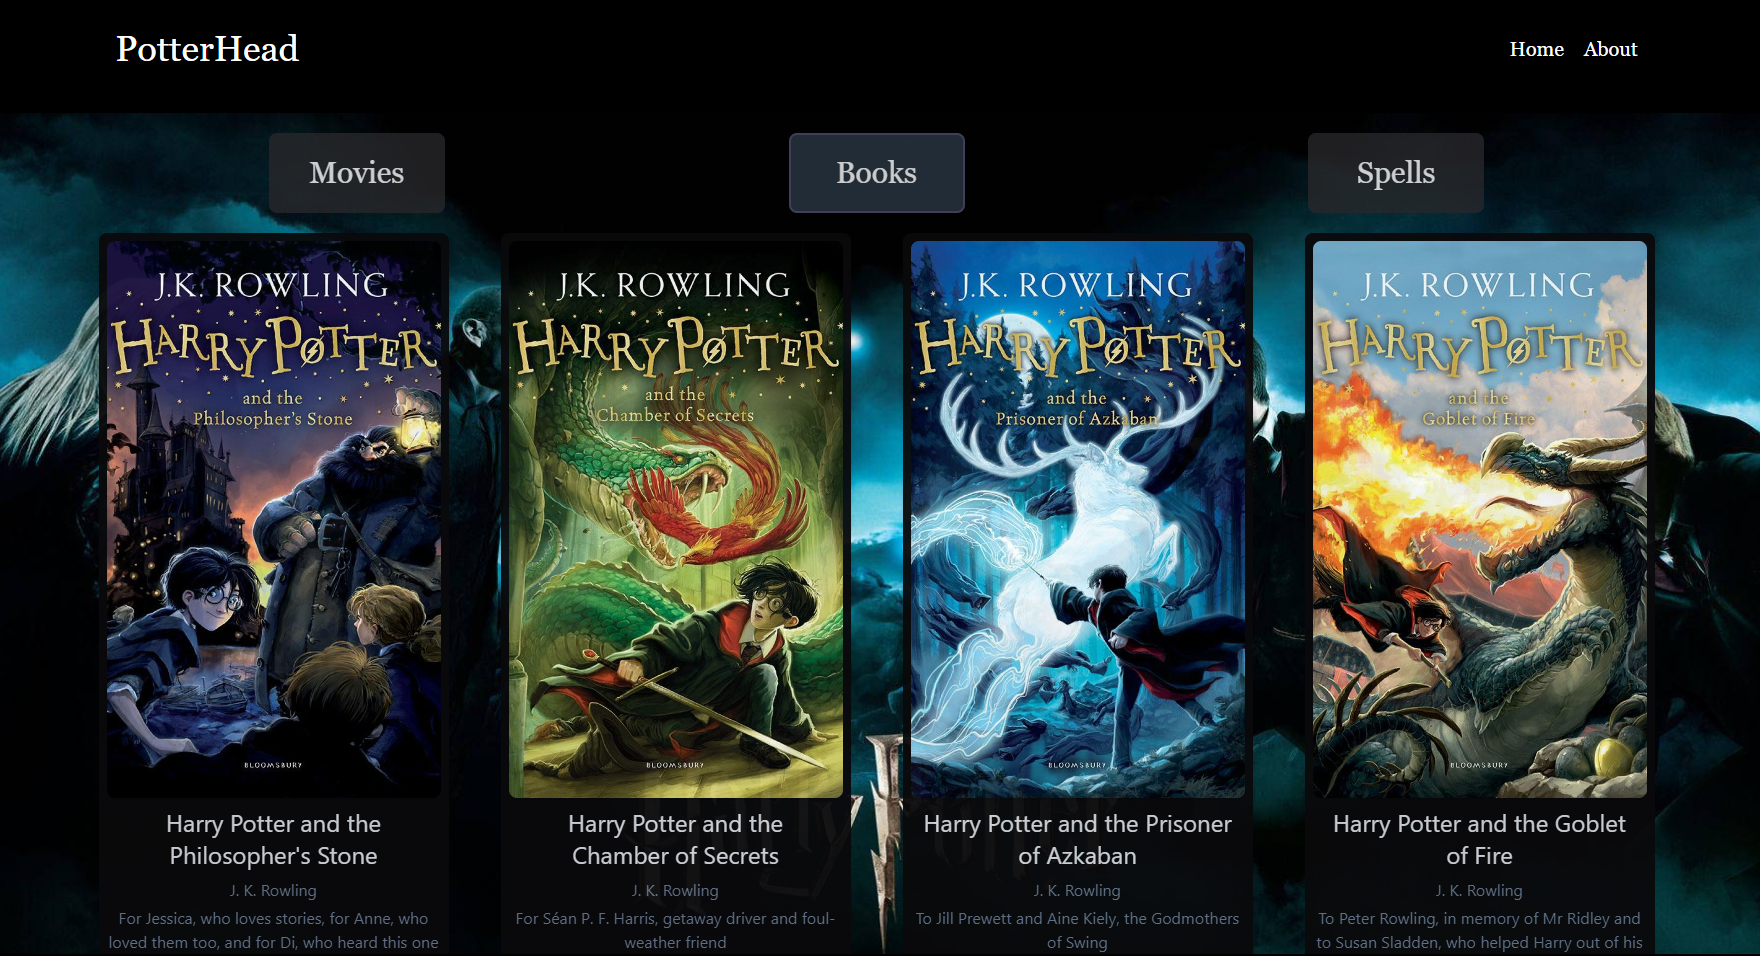 PotterHead
Home About
Movies
Books
Spells
J.K. ROWLING
HARRY POTTER
and the
Philosopher's Stone
BLOOMSBURY
Harry Potter and the
Philosopher's Stone
J. K. Rowling
For Jessica, who loves stories, for Anne, who
loved them too, and for Di, who heard this one
J.K. ROWLING
HARRY POTTER
and the
Chamber of Secrets
BLOOMSBURY
Harry Potter and the
Chamber of Secrets
J. K. Rowling
For Séan P. F. Harris, getaway driver and foul-
weather friend
J.K. ROWLING
HARRY POTTER
and the
Prisoner of Azkaban
BLOOMSBURY
Harry Potter and the Prisoner
of Azkaban
J. K. Rowling
To Jill Prewett and Aine Kiely, the Godmothers
of Swing
J.K. ROWLING
HARRY POTTER
and the
Goblet of Fire
BLOOMSBURY
Harry Potter and the Goblet
of Fire
J. K. Rowling
To Peter Rowling, in memory of Mr Ridley and
to Susan Sladden, who helped Harry out of his